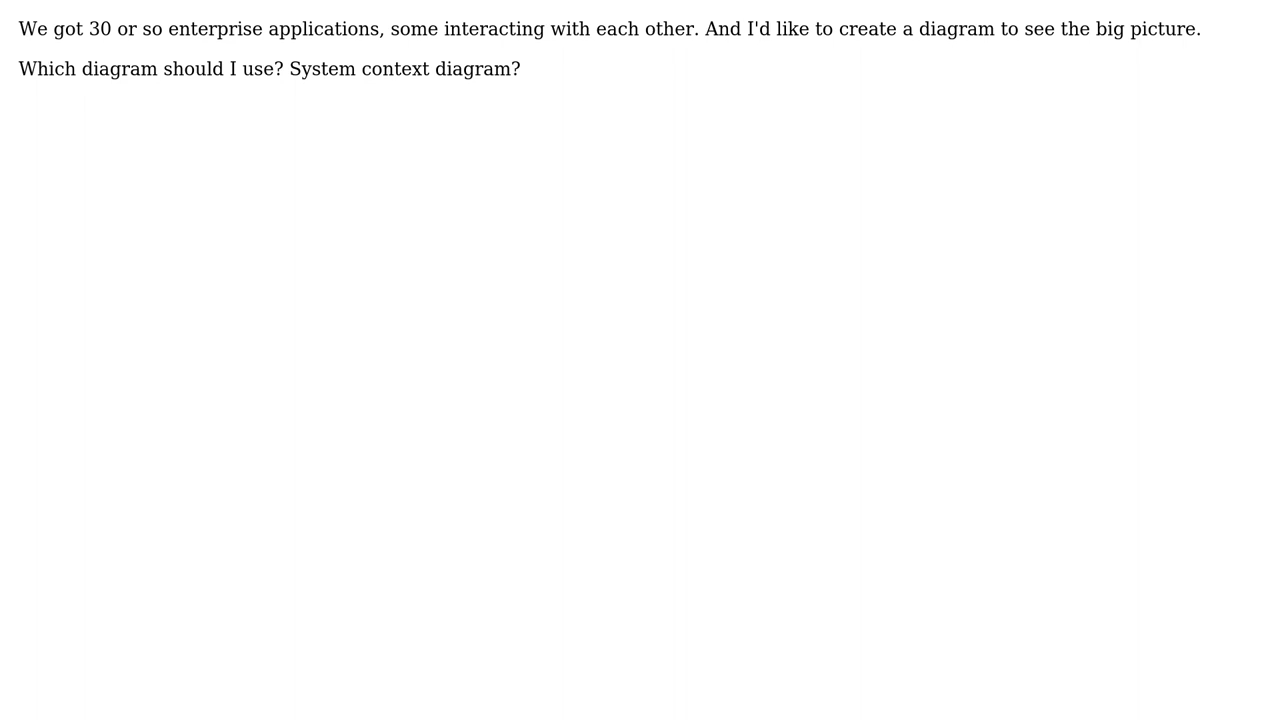 We got 30 or so enterprise applications, some interacting with each other. And I'd like to create a diagram to see the big picture.
Which diagram should I use? System context diagram?